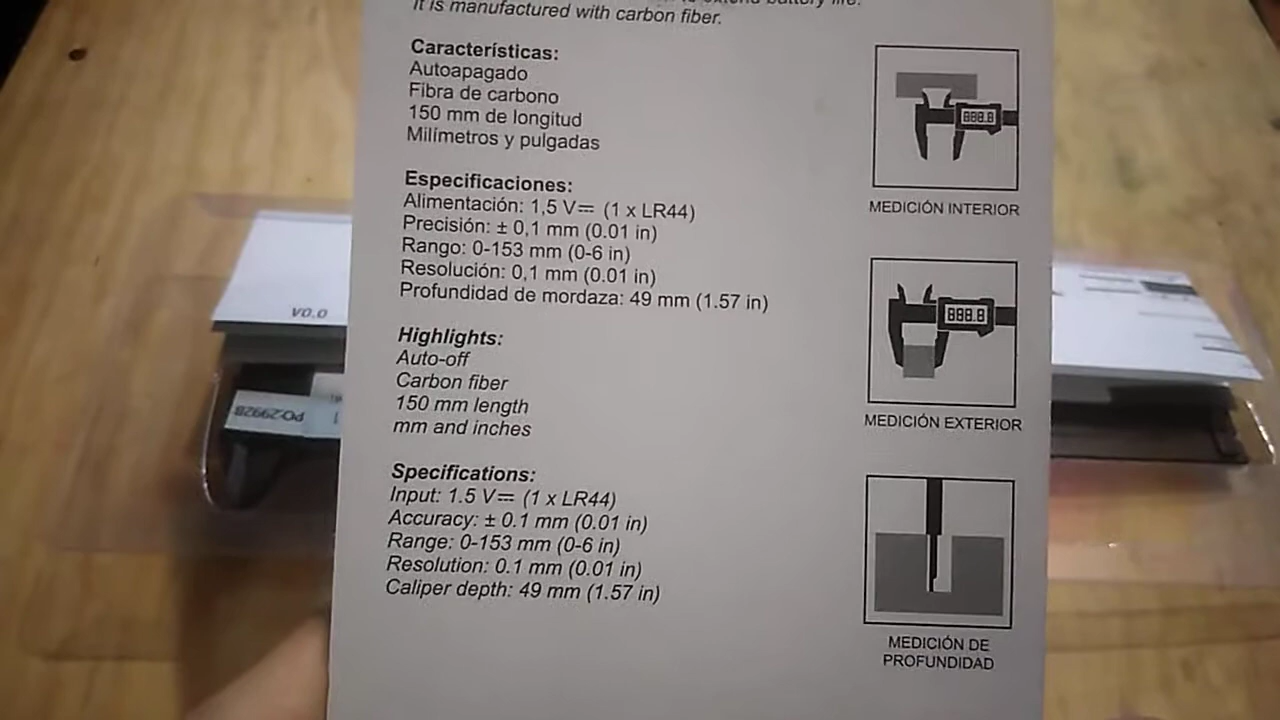 to extend battery life.
It is manufactured with carbon fiber.
Características:
Autoapagado
Fibra de carbono
150 mm de longitud
Milímetros y pulgadas
Especificaciones:
Alimentación: 1,5 V⎓ (1 x LR44)
Precisión: ± 0,1 mm (0.01 in)
Rango: 0-153 mm (0-6 in)
Resolución: 0,1 mm (0.01 in)
Profundidad de mordaza: 49 mm (1.57 in)
Highlights:
Auto-off
Carbon fiber
150 mm length
mm and inches
Specifications:
Input: 1.5 V⎓ (1 x LR44)
Accuracy: ± 0.1 mm (0.01 in)
Range: 0-153 mm (0-6 in)
Resolution: 0.1 mm (0.01 in)
Caliper depth: 49 mm (1.57 in)
888.8
MEDICIÓN INTERIOR
888.8
MEDICIÓN EXTERIOR
MEDICIÓN DE
PROFUNDIDAD
V0.0
PO-2992B